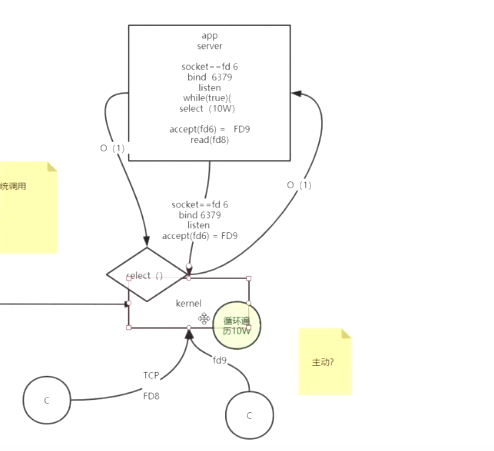 app
server
socket==fd 6
bind 6379
listen
while(true){
select (10W)
accept(fd6) = FD9
read(fd8)
O (1)
统调用
O (1)
socket==fd 6
bind 6379
listen
accept(fd6) = FD9
elect ()
kernel
循环遍
历10W
主动?
TCP
FD8
fd9
C
C